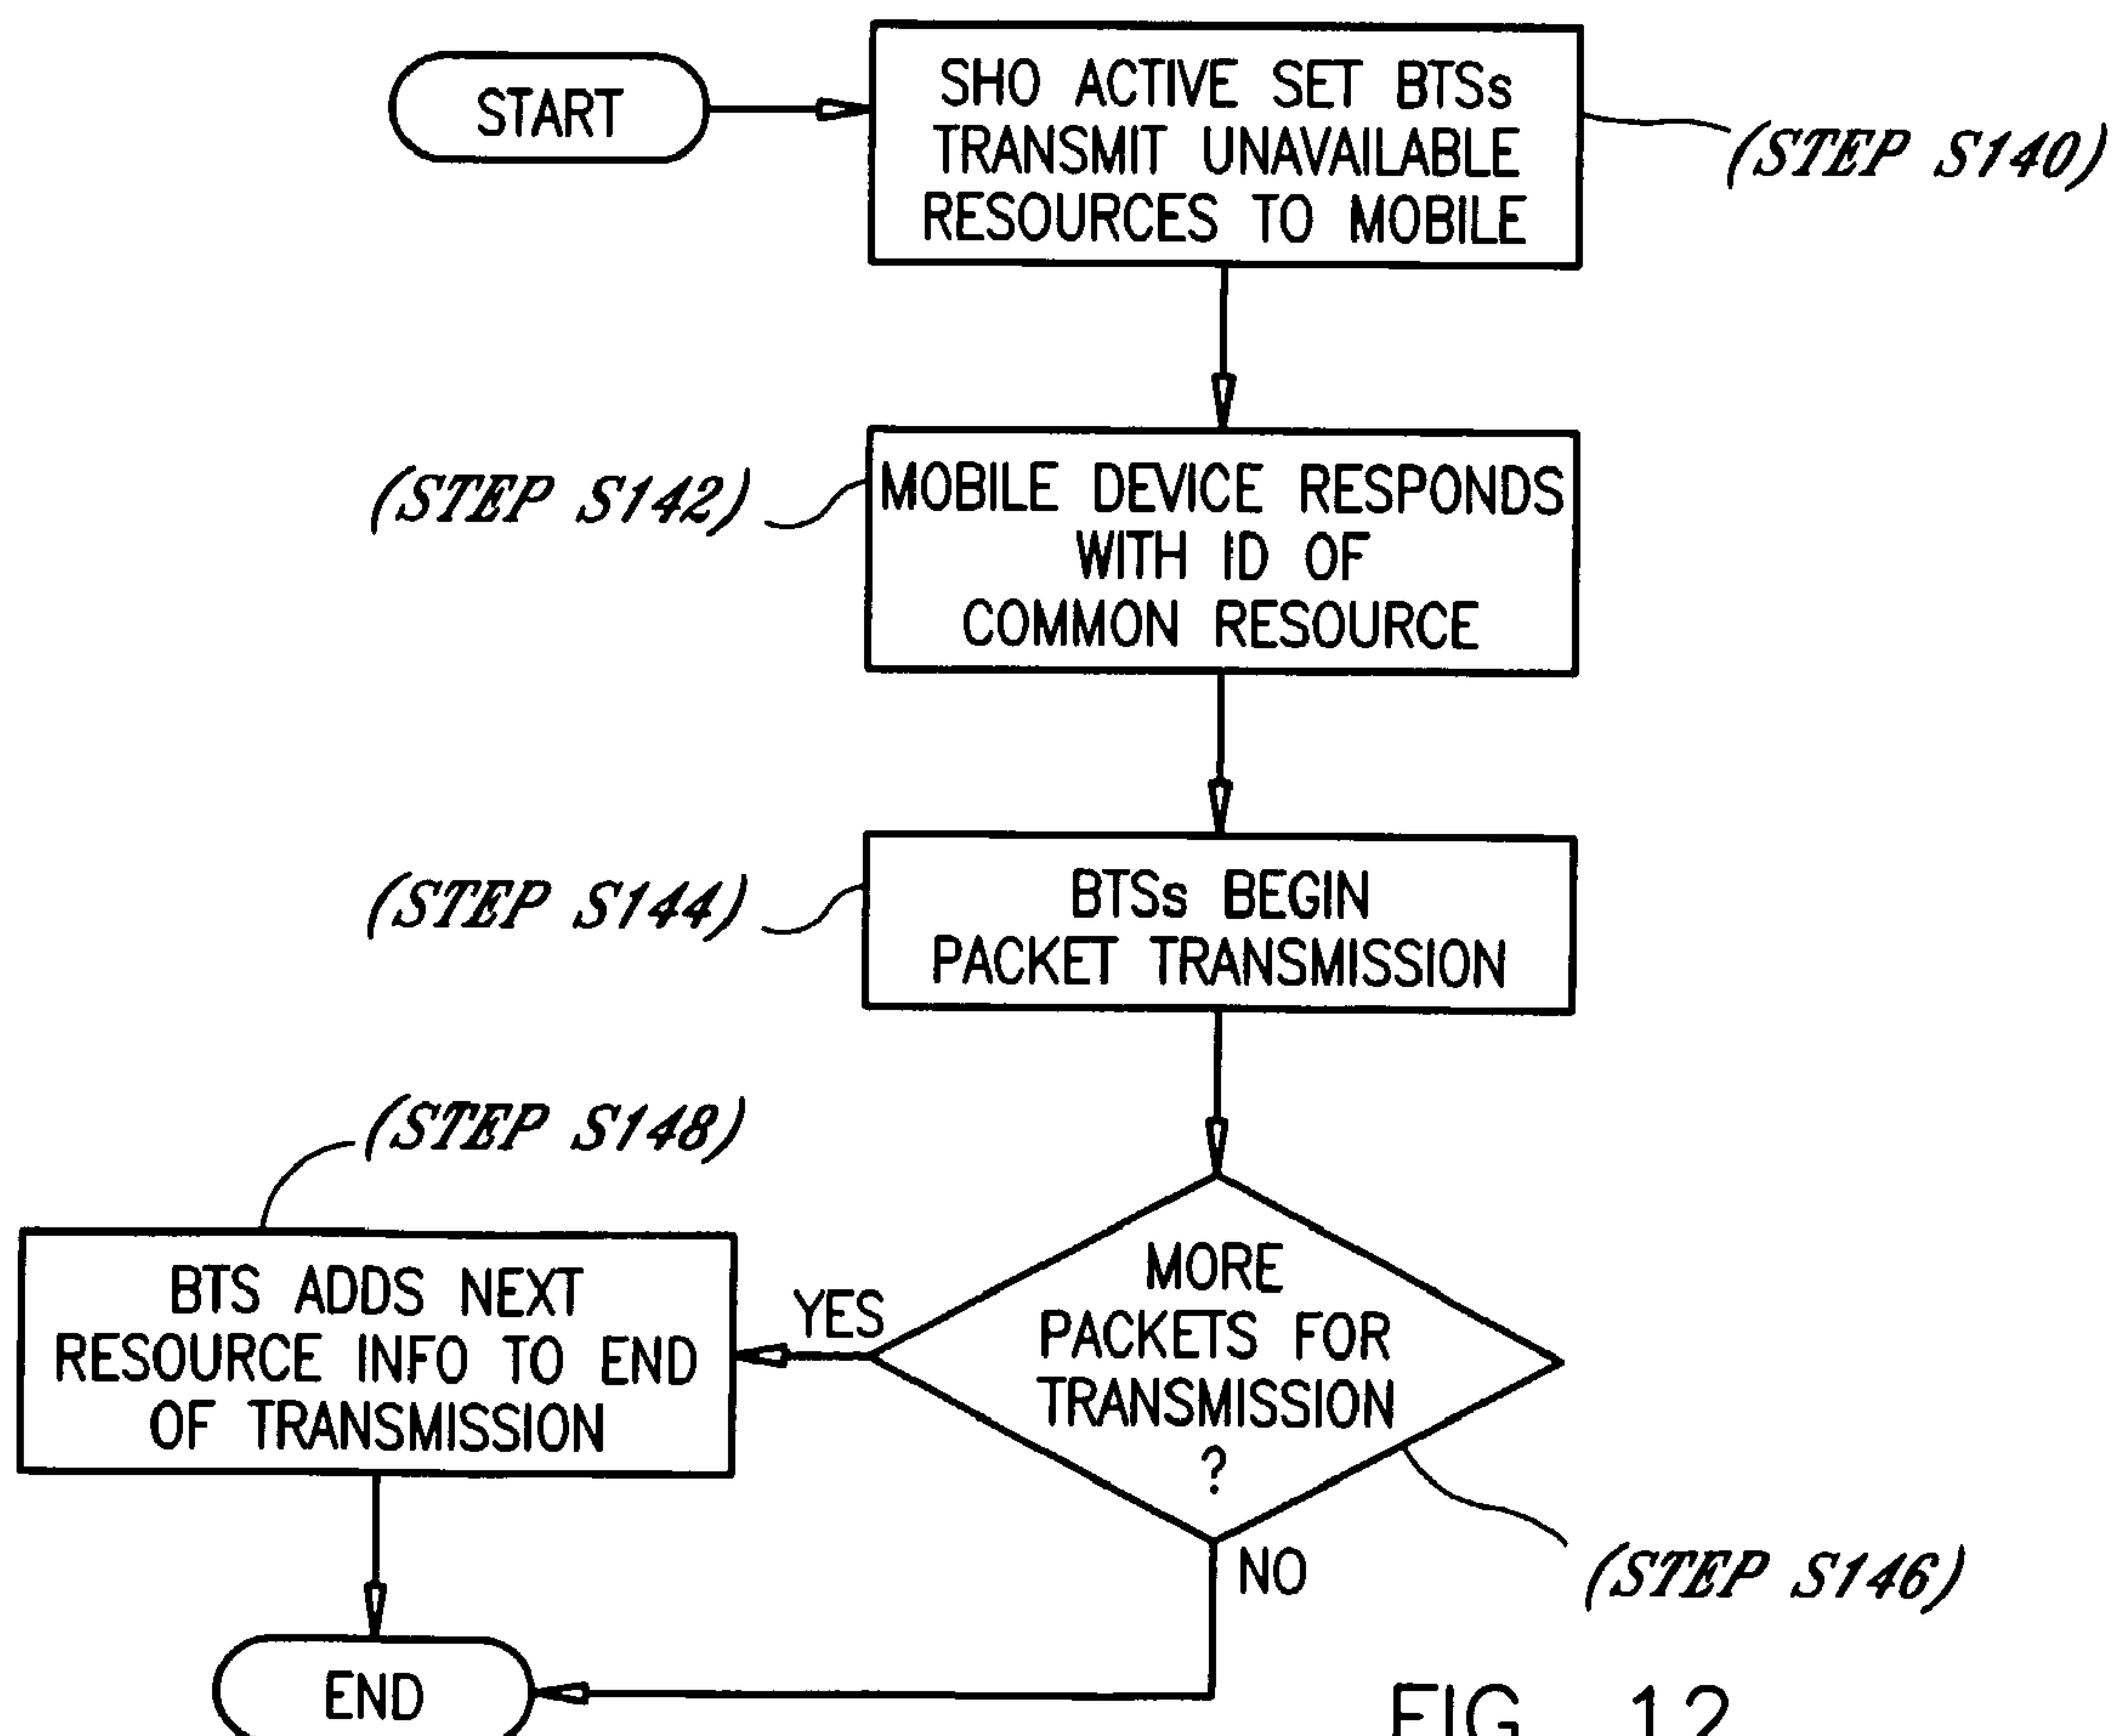 START
SHO ACTIVE SET BTSs
TRANSMIT UNAVAILABLE
RESOURCES TO MOBILE
(STEP S140)
(STEP S142)
MOBILE DEVICE RESPONDS
WITH ID OF
COMMON RESOURCE
(STEP S144)
BTSs BEGIN
PACKET TRANSMISSION
(STEP S148)
BTS ADDS NEXT
RESOURCE INFO TO END
OF TRANSMISSION
YES
MORE
PACKETS FOR
TRANSMISSION
?
NO
(STEP S146)
END
FIG. 12